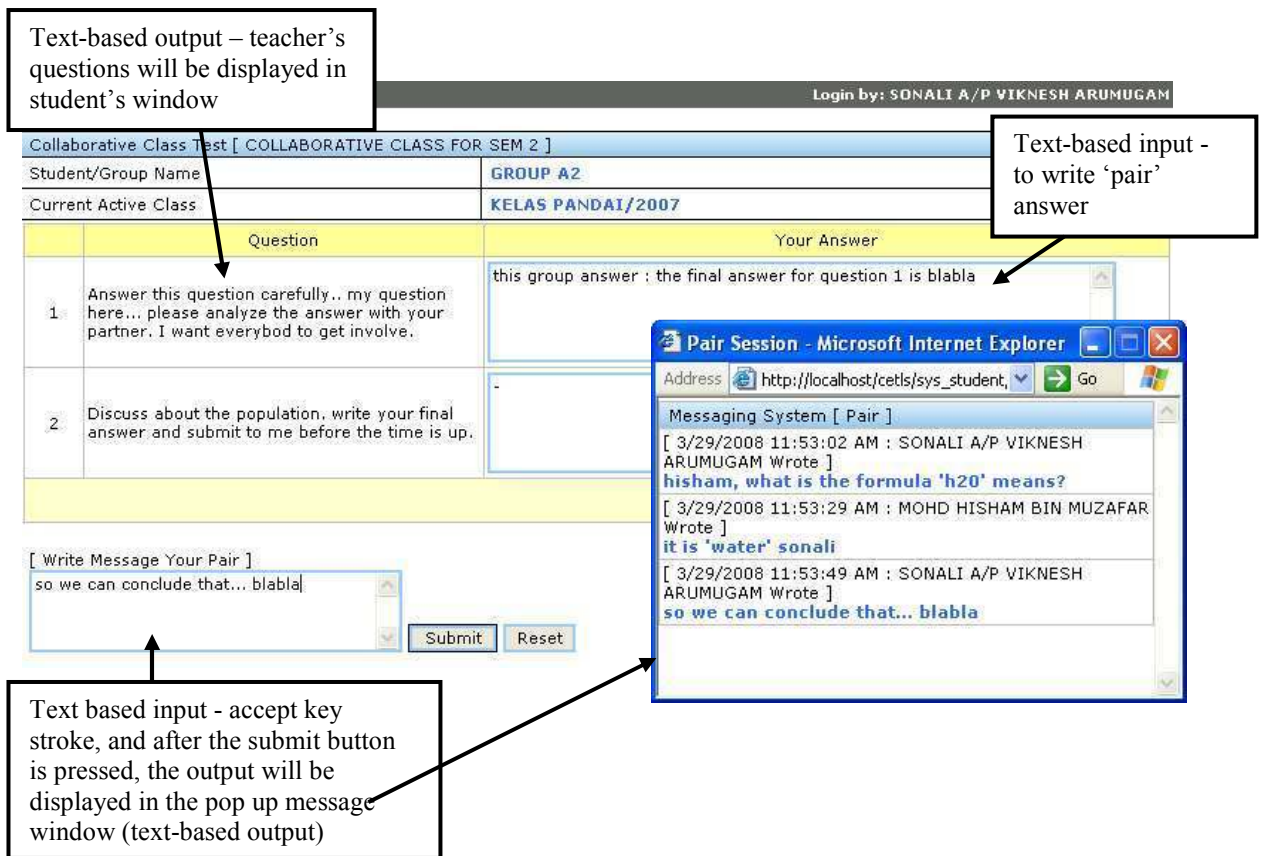 Text-based output – teacher's
questions will be displayed in
student's window
Login by: SONALI A/P VIKNESH ARUMUGAM
Collaborative Class Test [ COLLABORATIVE CLASS FOR SEM 2 ]
Text-based input -
to write 'pair'
answer
Student/Group Name GROUP A2
Current Active Class KELAS PANDAI/2007
Question Your Answer
1
Answer this question carefully.. my question
here... please analyze the answer with your
partner. I want everybod to get involve.
this group answer : the final answer for question 1 is blabla
2
Discuss about the population. write your final
answer and submit to me before the time is up.
-
Pair Session - Microsoft Internet Explorer
Address http://localhost/cetls/sys_student, Go
Messaging System [ Pair ]
[ 3/29/2008 11:53:02 AM : SONALI A/P VIKNESH
ARUMUGAM Wrote ]
hisham, what is the formula 'h20' means?
[ 3/29/2008 11:53:29 AM : MOHD HISHAM BIN MUZAFAR
Wrote ]
it is 'water' sonali
[ 3/29/2008 11:53:49 AM : SONALI A/P VIKNESH
ARUMUGAM Wrote ]
so we can conclude that... blabla
[ Write Message Your Pair ]
so we can conclude that... blabla
Submit Reset
Text based input - accept key
stroke, and after the submit button
is pressed, the output will be
displayed in the pop up message
window (text-based output)